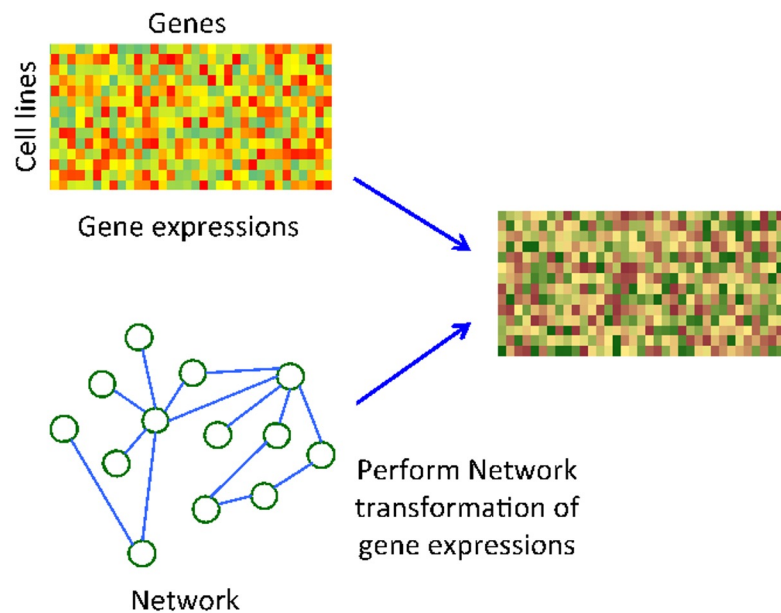 Genes
Cell lines
Gene expressions
Perform Network
transformation of
gene expressions
Network